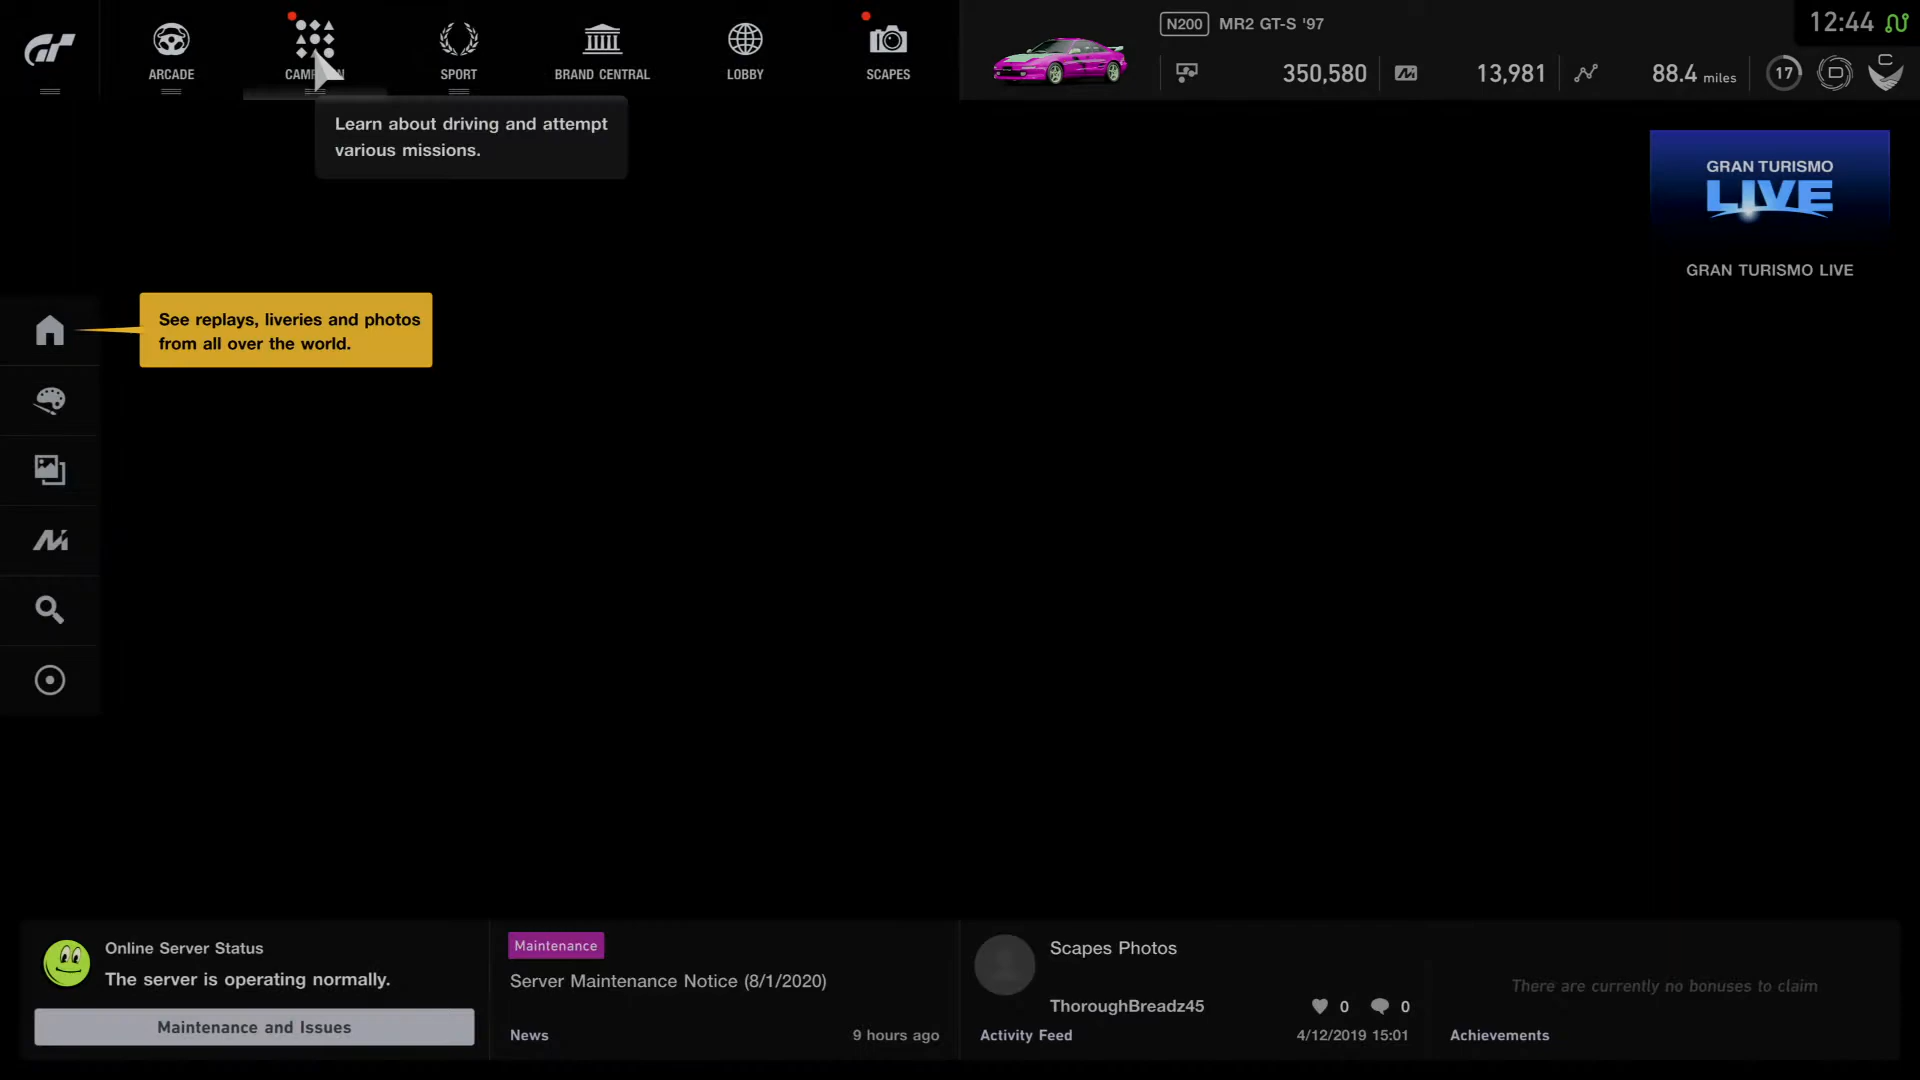 ARCADE
SPORT
BRAND CENTRAL
LOBBY
SCAPES
N200 MR2 GT-S '97
350,580
13,981
88.4 miles
17
D
C
12:44
Learn about driving and attempt
various missions.
GRAN TURISMO
LIVE
GRAN TURISMO LIVE
See replays, liveries and photos
from all over the world.
Online Server Status
The server is operating normally.
Maintenance and Issues
Maintenance
Server Maintenance Notice (8/1/2020)
News
9 hours ago
Scapes Photos
ThoroughBreadz45
0
0
Activity Feed
4/12/2019 15:01
There are currently no bonuses to claim
Achievements